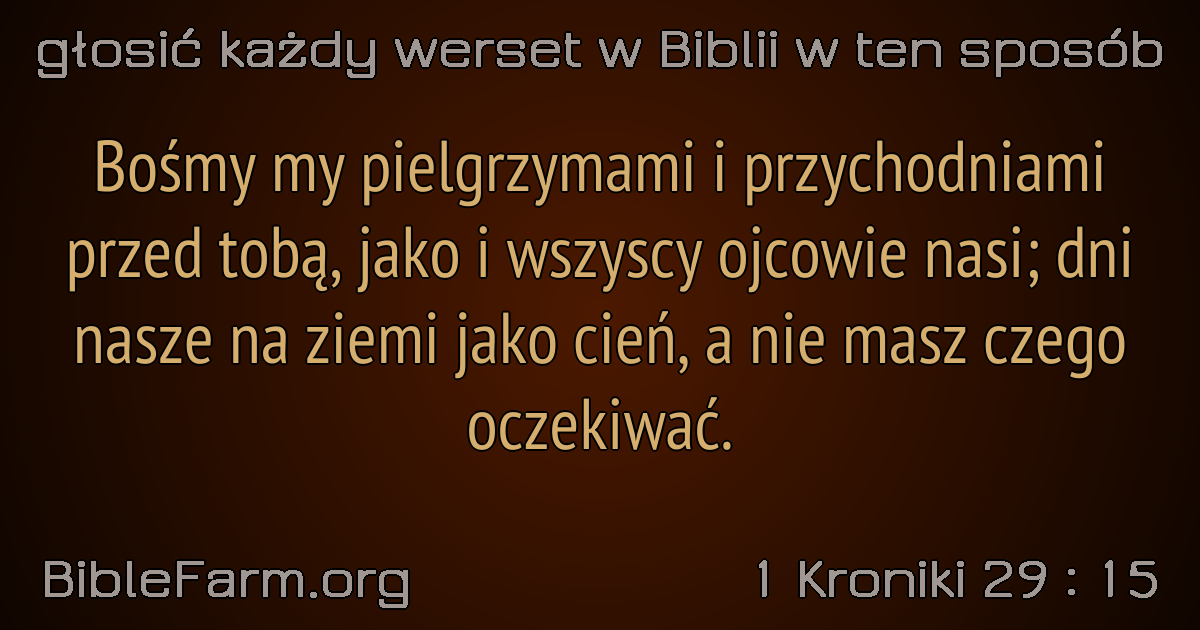 głosić każdy werset w Biblii w ten sposób
Bośmy my pielgrzymami i przychodniami
przed tobą, jako i wszyscy ojcowie nasi; dni
nasze na ziemi jako cień, a nie masz czego
oczekiwać.
BibleFarm.org
1 Kroniki 29 : 15